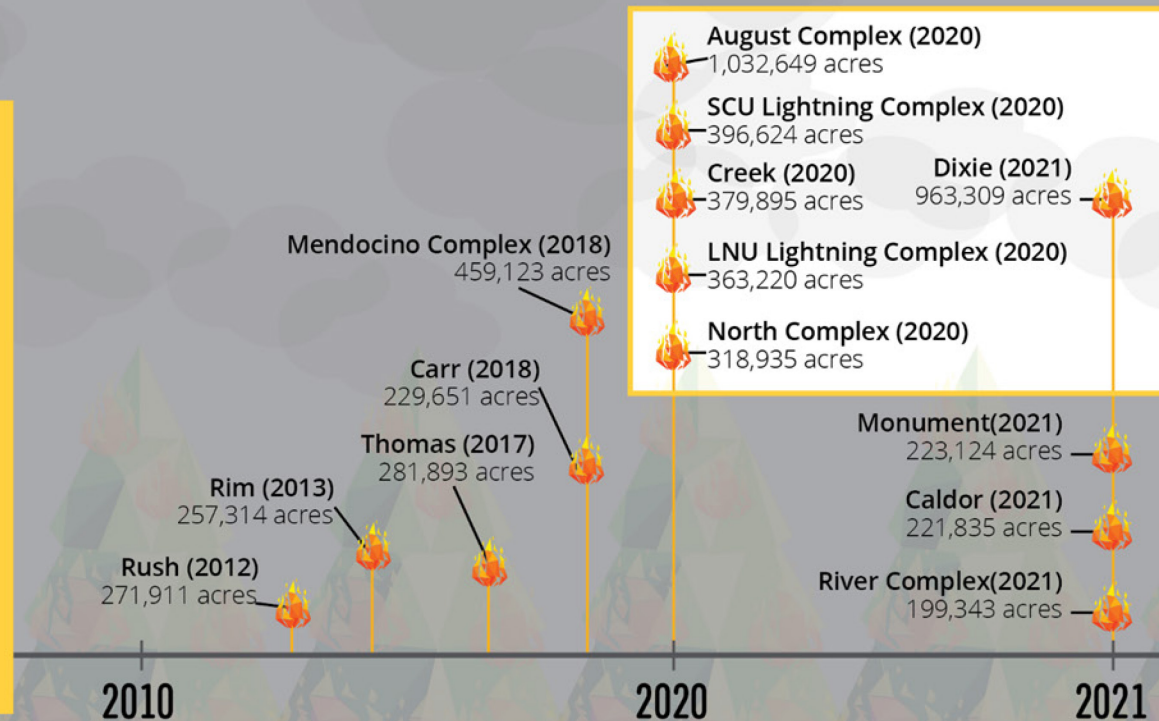 August Complex (2020)
1,032,649 acres
SCU Lightning Complex (2020)
396,624 acres
Creek (2020)
379,895 acres
Dixie (2021)
963,309 acres
LNU Lightning Complex (2020)
363,220 acres
North Complex (2020)
318,935 acres
Mendocino Complex (2018)
459,123 acres
Carr (2018)
229,651 acres
Thomas (2017)
281,893 acres
Rim (2013)
257,314 acres
Rush (2012)
271,911 acres
Monument(2021)
223,124 acres
Caldor (2021)
221,835 acres
River Complex(2021)
199,343 acres
2010
2020
2021